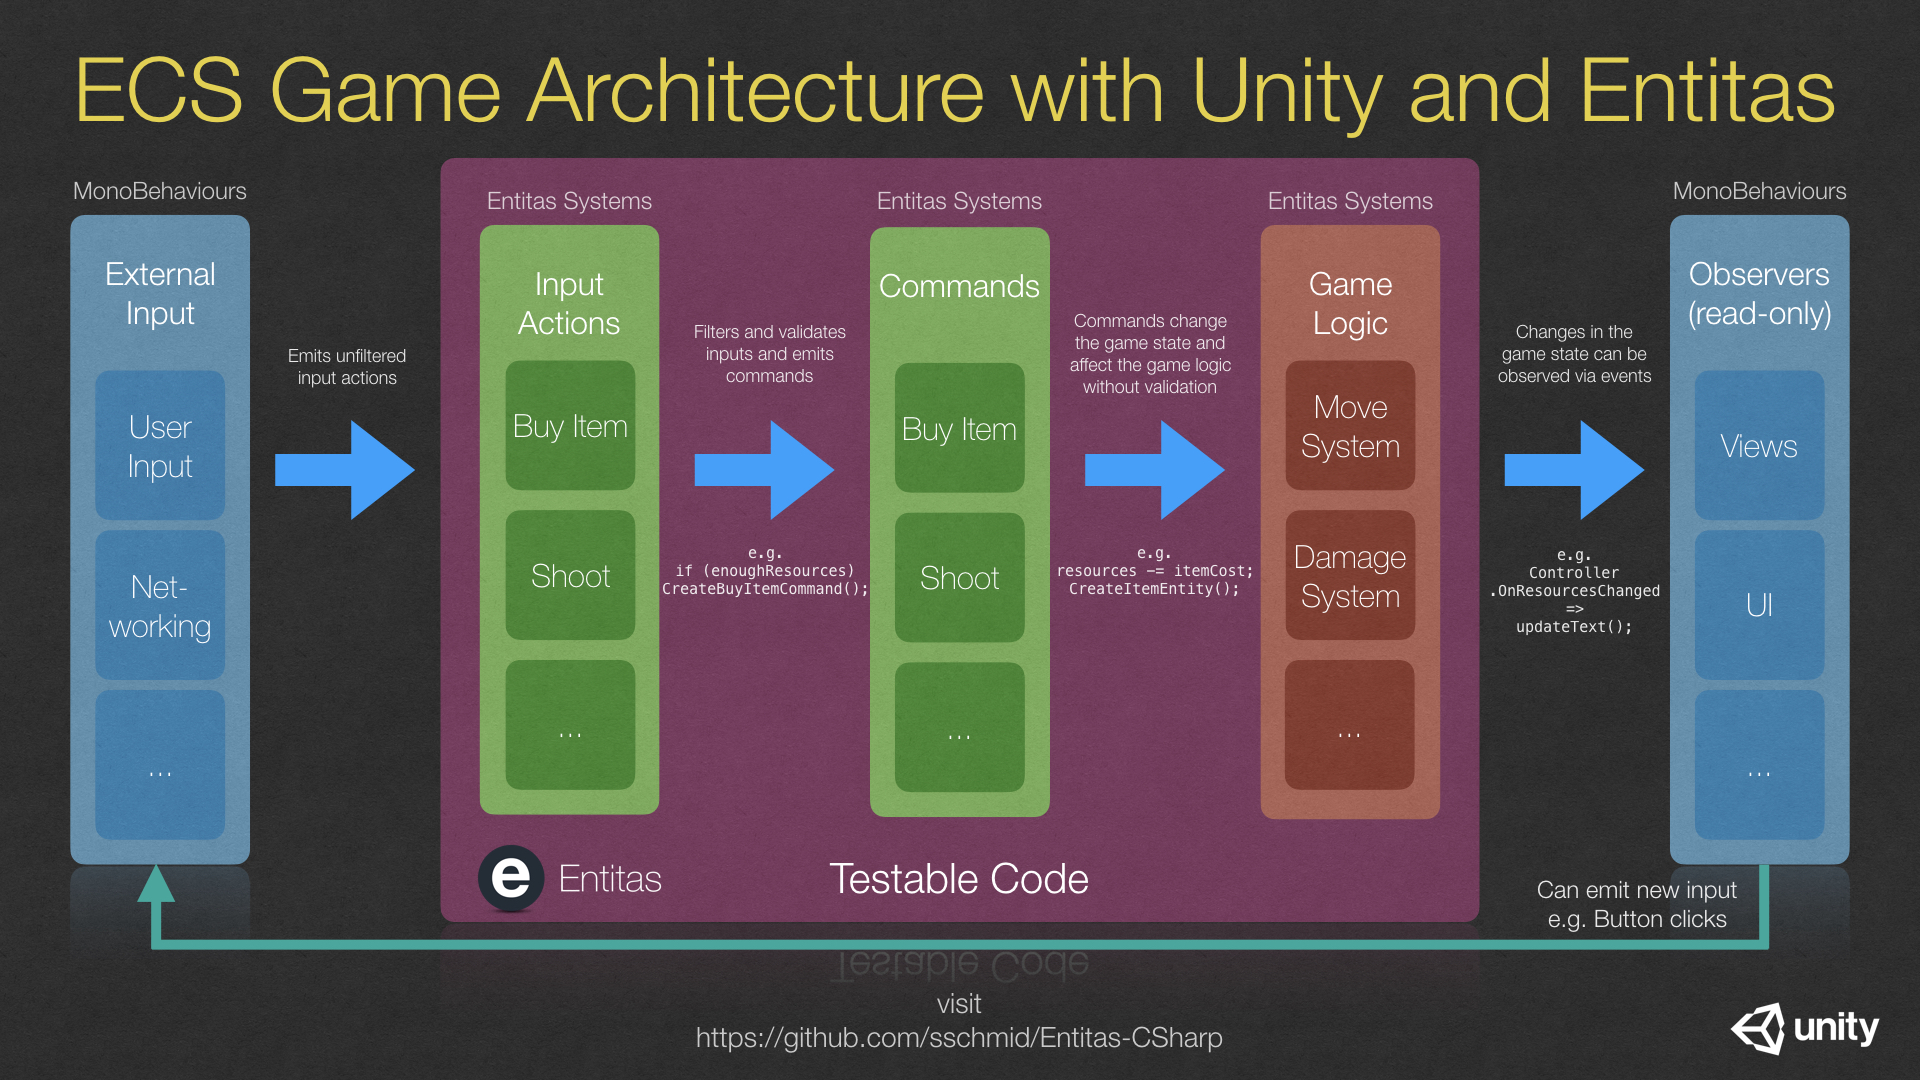 ECS Game Architecture with Unity and Entitas
MonoBehaviours
External
Input
User
Input
Net-
working
...
Emits unfiltered
input actions
Entitas Systems
Input
Actions
Buy Item
Shoot
...
Filters and validates
inputs and emits
commands
e.g.
if (enoughResources)
CreateBuyItemCommand();
Entitas Systems
Commands
Buy Item
Shoot
...
Commands change
the game state and
affect the game logic
without validation
e.g.
resources -= itemCost;
CreateItemEntity();
Entitas Systems
Game
Logic
Move
System
Damage
System
...
Changes in the
game state can be
observed via events
e.g.
Controller
.OnResourcesChanged
=>
updateText();
MonoBehaviours
Observers
(read-only)
Views
UI
...
e Entitas
Testable Code
Can emit new input
e.g. Button clicks
visit
https://github.com/sschmid/Entitas-CSharp
unity